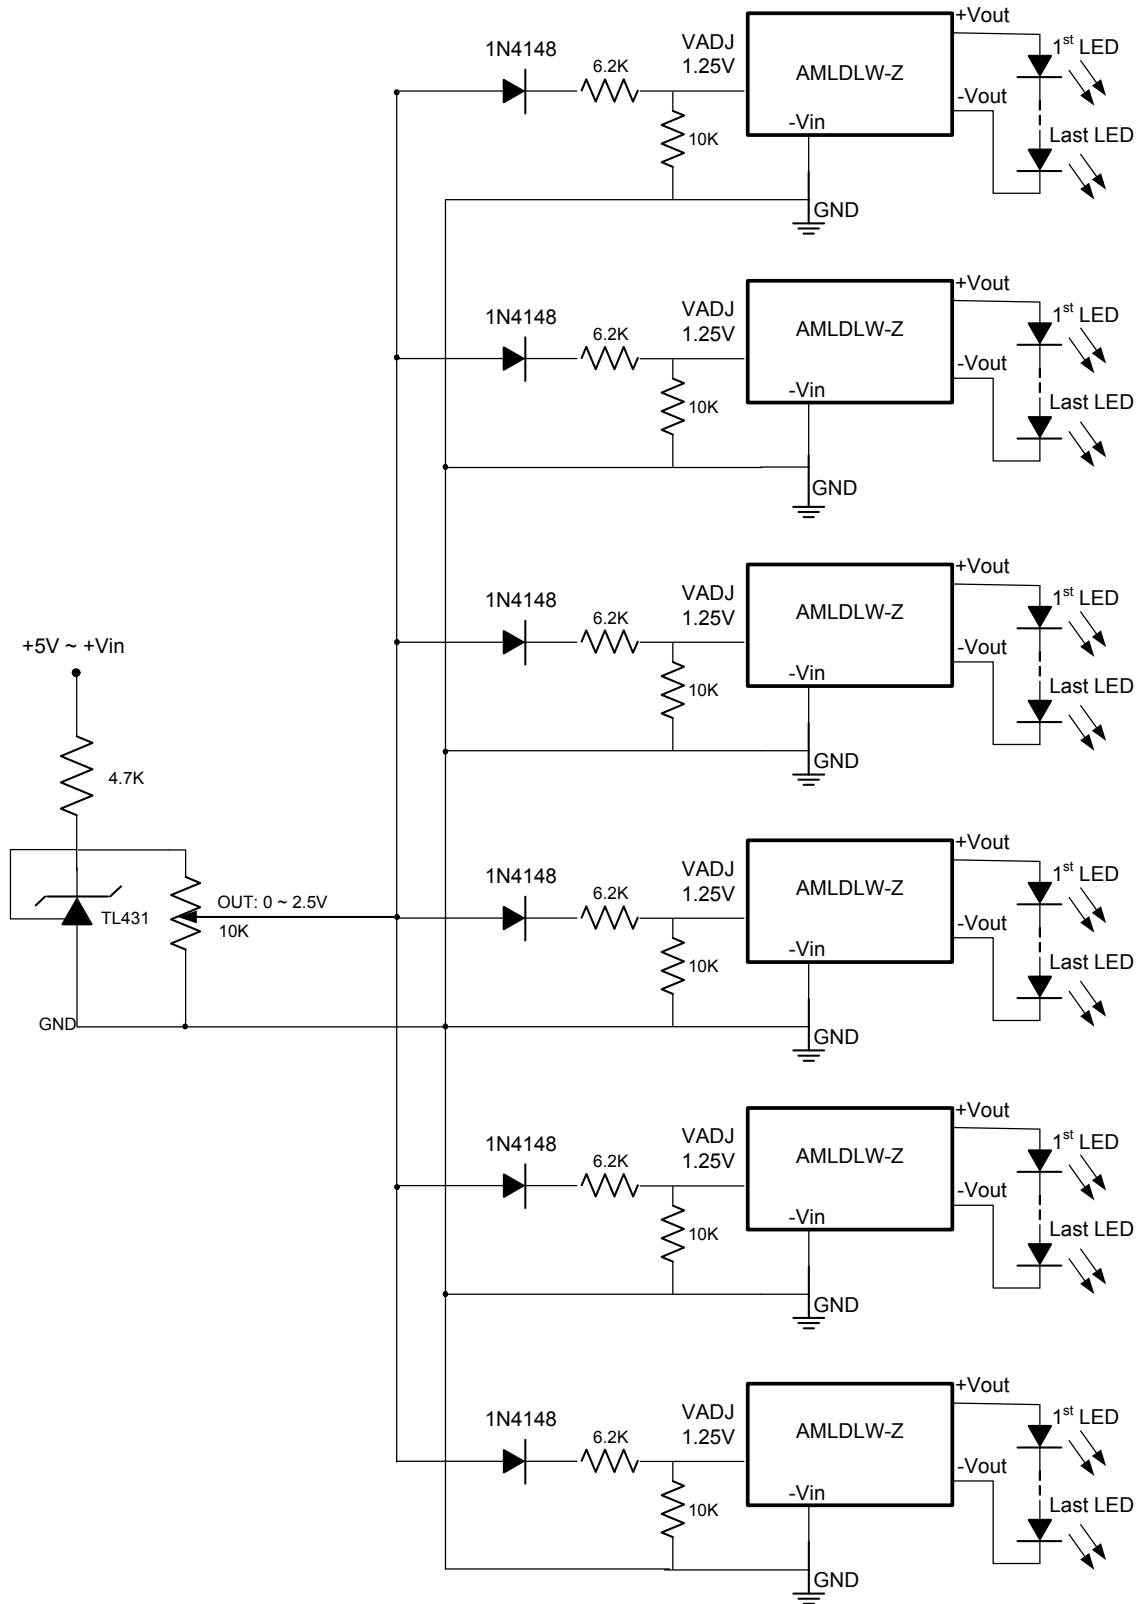 +Vout
1N4148
VADJ
1.25V
6.2K
AMLDLW-Z
1st LED
-Vout
10K
-Vin
Last LED
GND
+Vout
1N4148
VADJ
1.25V
6.2K
AMLDLW-Z
1st LED
-Vout
10K
-Vin
Last LED
GND
+Vout
1N4148
VADJ
1.25V
6.2K
AMLDLW-Z
1st LED
-Vout
10K
-Vin
Last LED
GND
+5V ~ +Vin
4.7K
TL431
OUT: 0 ~ 2.5V
10K
GND
+Vout
1N4148
VADJ
1.25V
6.2K
AMLDLW-Z
1st LED
-Vout
10K
-Vin
Last LED
GND
+Vout
1N4148
VADJ
1.25V
6.2K
AMLDLW-Z
1st LED
-Vout
10K
-Vin
Last LED
GND
+Vout
1N4148
VADJ
1.25V
6.2K
AMLDLW-Z
1st LED
-Vout
10K
-Vin
Last LED
GND